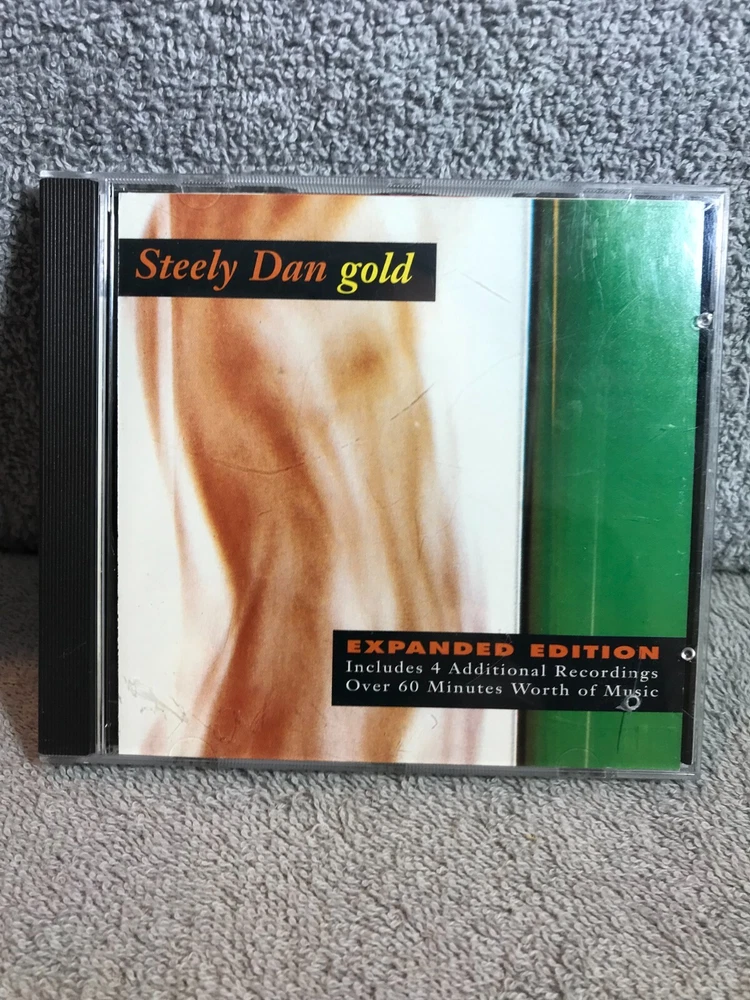 Steely Dan gold
EXPANDED EDITION
Includes 4 Additional Recordings
Over 60 Minutes Worth of Music